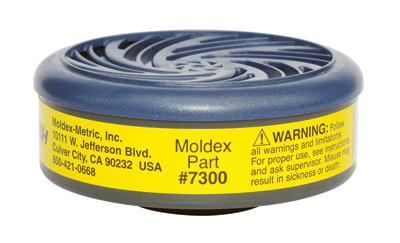 Moldex-Metric, Inc.
10111 W. Jefferson Blvd.
Culver City, CA 90232 USA
800-421-0668
Moldex
Part
#7300
WARNING: Follow
all warnings and limitations.
For proper use, see instructions
and ask supervisor. Misuse may
result in sickness or death.